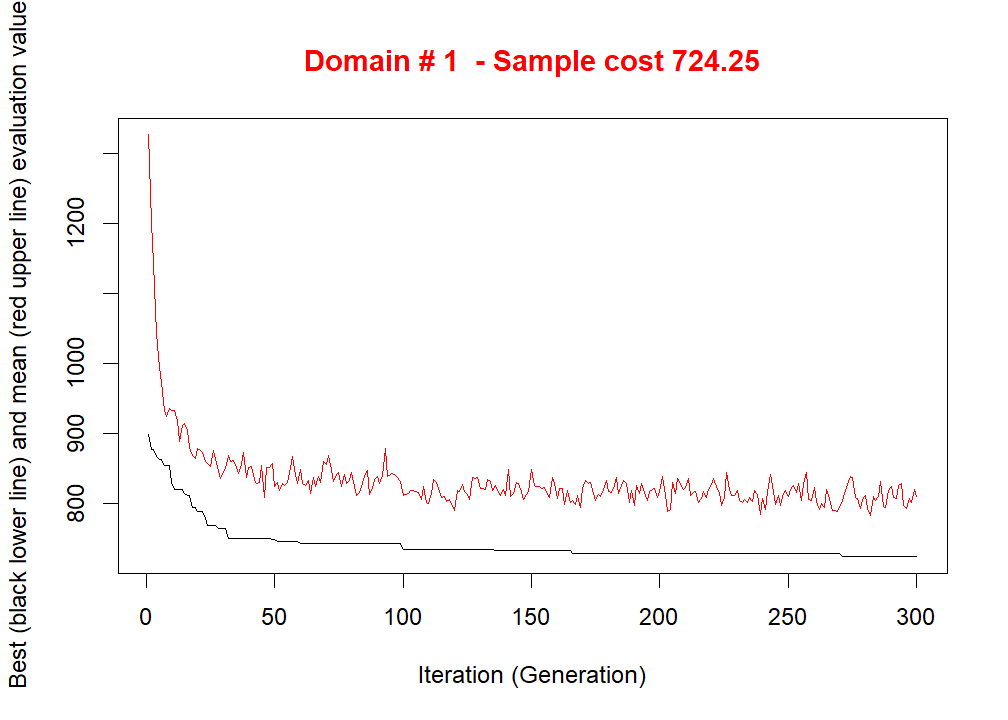 Domain # 1  - Sample cost 724.25
Best (black lower line) and mean (red upper line) evaluation value
1200
1000
900
800
0 50 100 150 200 250 300
Iteration (Generation)